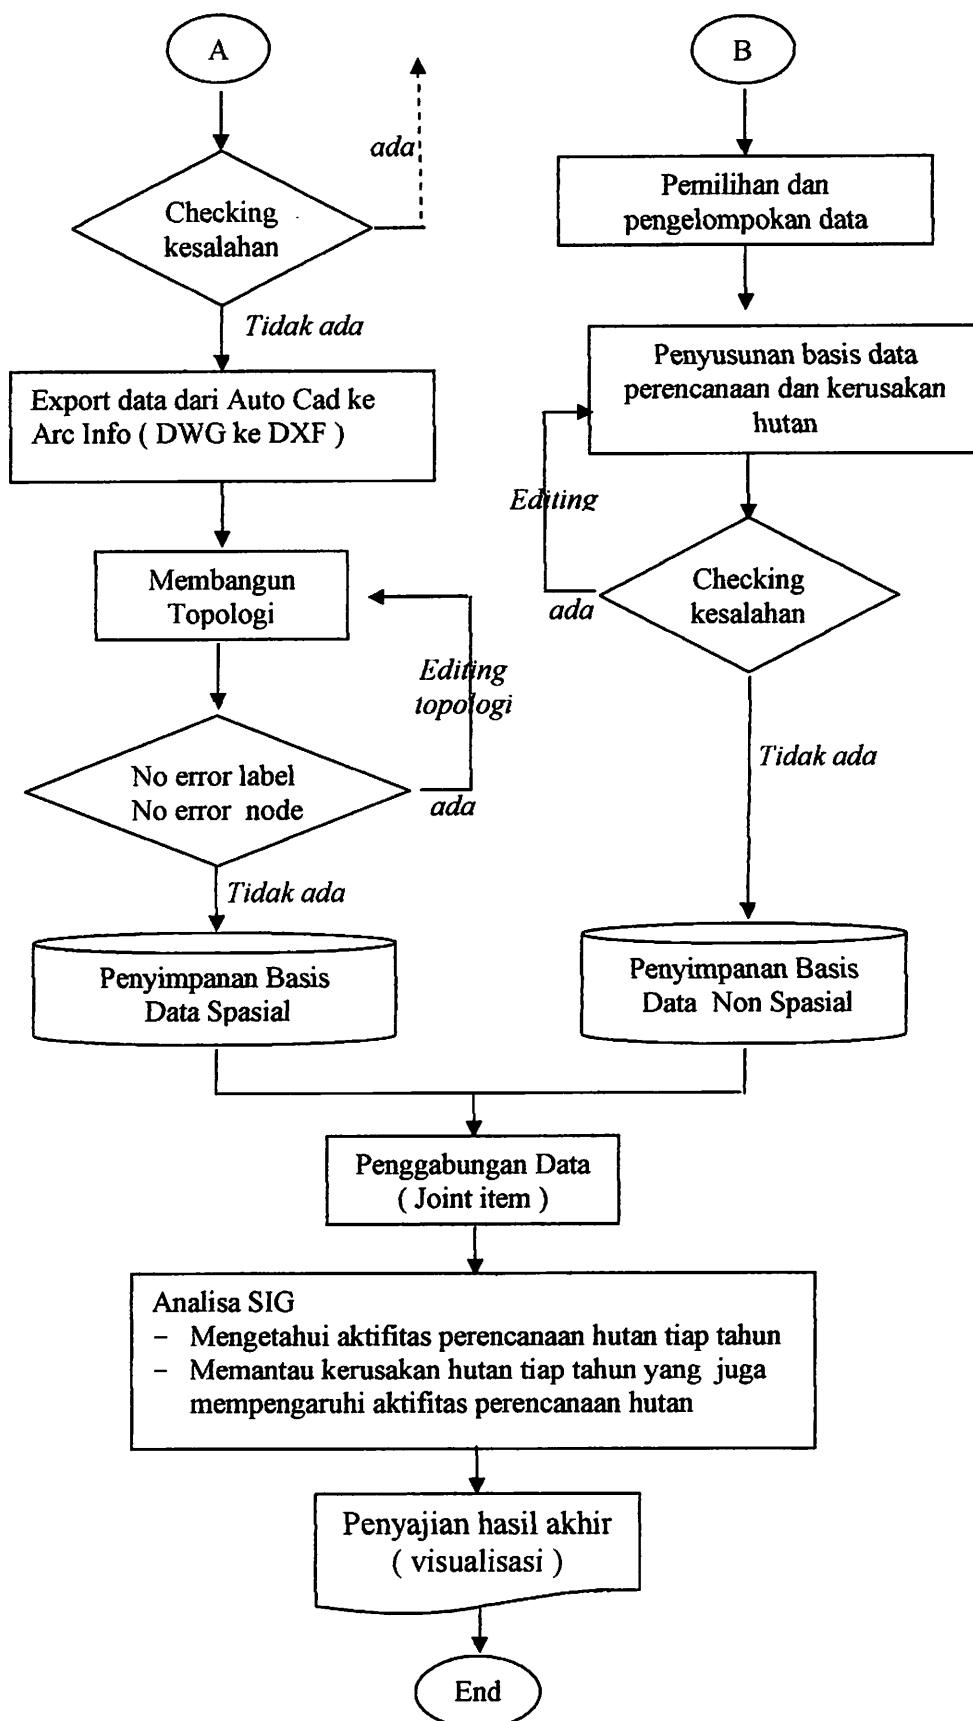 A
ada
Checking
kesalahan
Tidak ada
Export data dari Auto Cad ke
Arc Info ( DWG ke DXF )
Membangun
Topologi
Editing
topologi
No error label
No error node
ada
Tidak ada
Penyimpanan Basis
Data Spasial
B
Pemilihan dan
pengelompokan data
Penyusunan basis data
perencanaan dan kerusakan
hutan
Editing
Checking
kesalahan
ada
Tidak ada
Penyimpanan Basis
Data Non Spasial
Penggabungan Data
( Joint item )
Analisa SIG
- Mengetahui aktifitas perencanaan hutan tiap tahun
- Memantau kerusakan hutan tiap tahun yang juga
mempengaruhi aktifitas perencanaan hutan
Penyajian hasil akhir
( visualisasi )
End